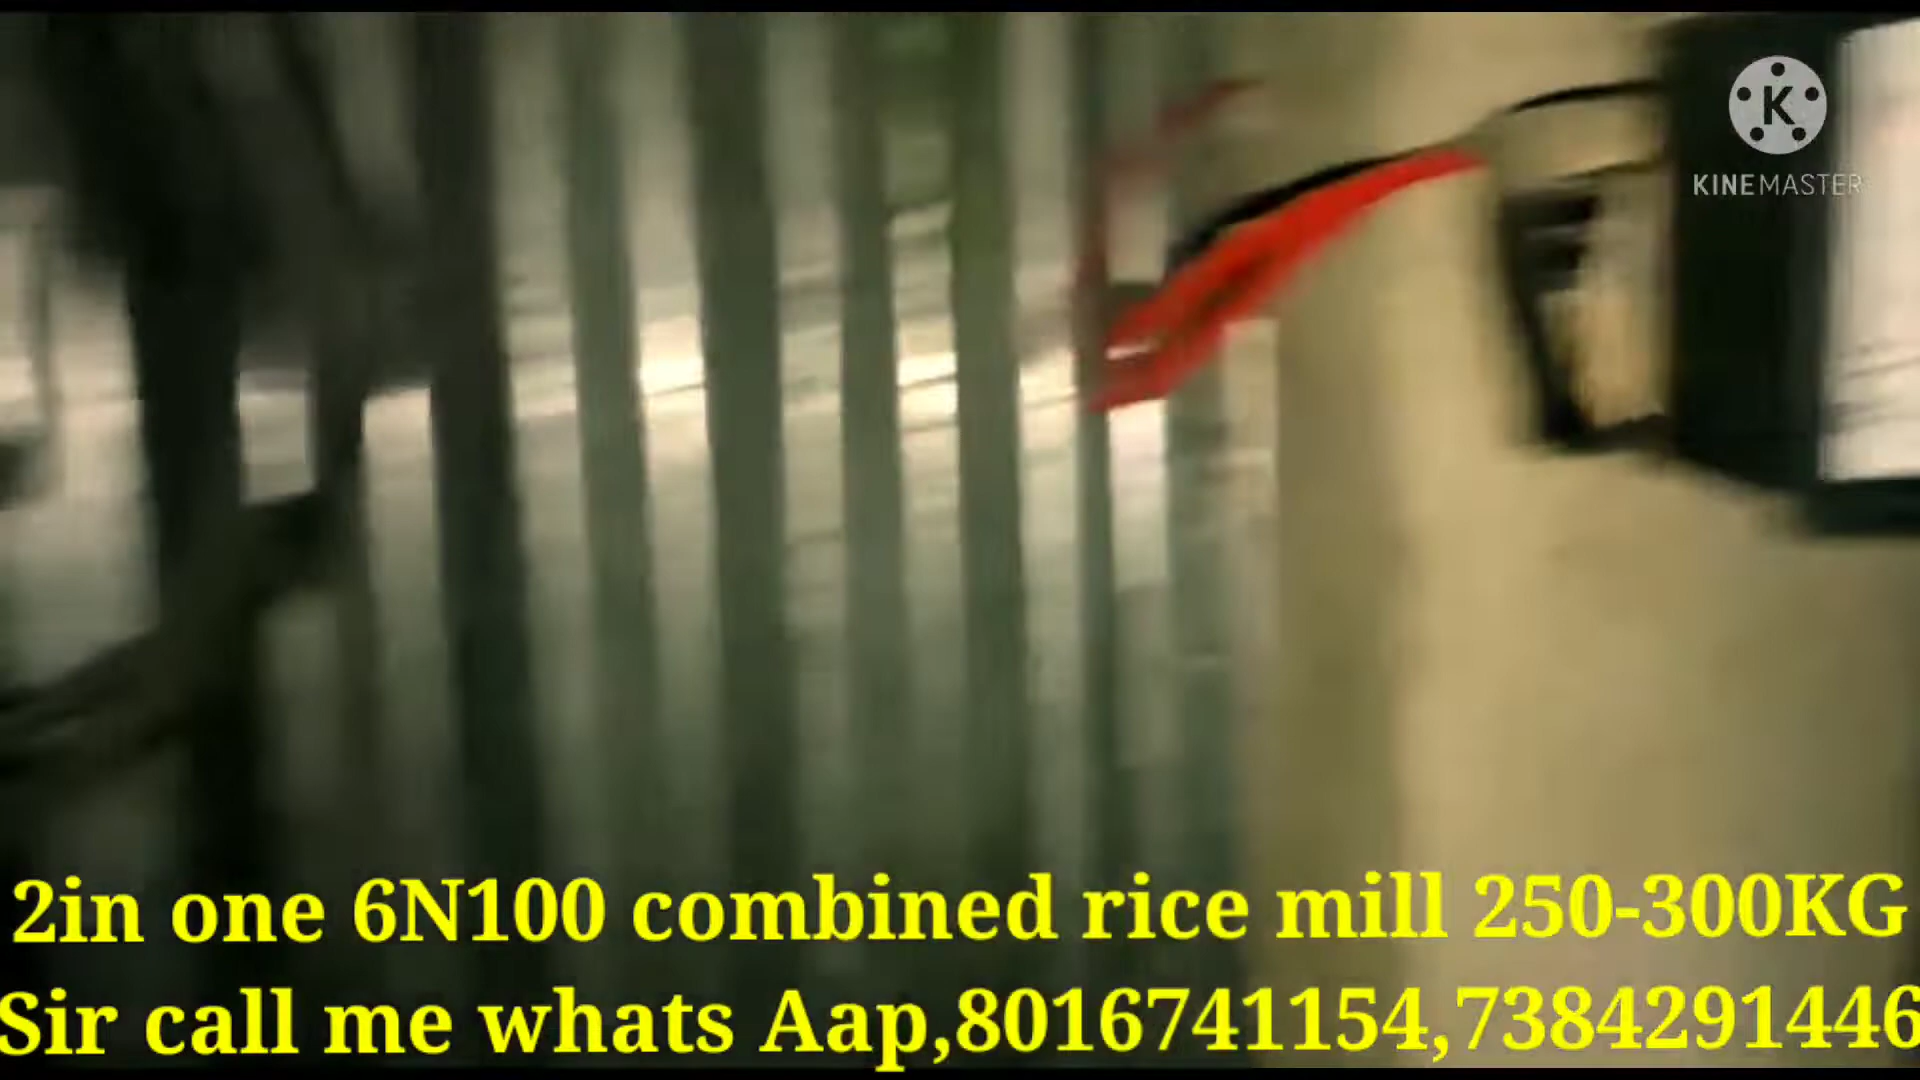 K
KINEMASTER
2in one 6N100 combined rice mill 250-300KG
Sir call me whats Aap,8016741154,7384291446